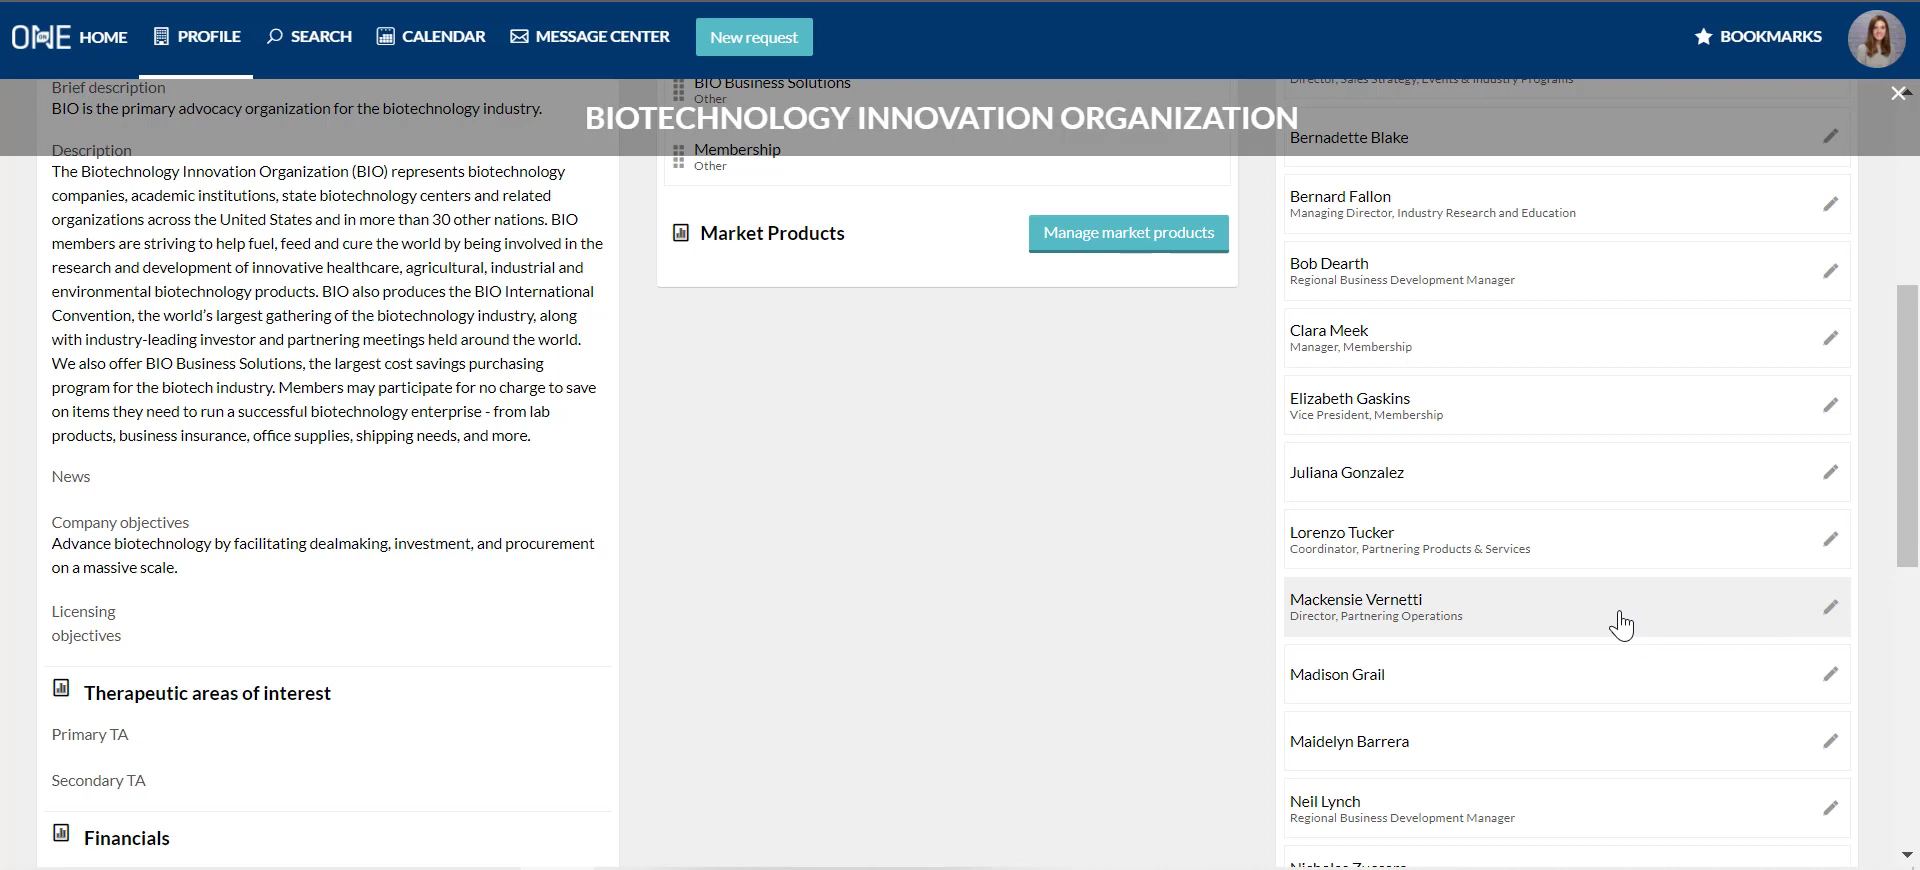 ONE HOME PROFILE SEARCH CALENDAR MESSAGE CENTER New request BOOKMARKS
BIOTECHNOLOGY INNOVATION ORGANIZATION
Brief description
BIO is the primary advocacy organization for the biotechnology industry.
Description
The Biotechnology Innovation Organization (BIO) represents biotechnology
companies, academic institutions, state biotechnology centers and related
organizations across the United States and in more than 30 other nations. BIO
members are striving to help fuel, feed and cure the world by being involved in the
research and development of innovative healthcare, agricultural, industrial and
environmental biotechnology products. BIO also produces the BIO International
Convention, the world’s largest gathering of the biotechnology industry, along
with industry-leading investor and partnering meetings held around the world.
We also offer BIO Business Solutions, the largest cost savings purchasing
program for the biotech industry. Members may participate for no charge to save
on items they need to run a successful biotechnology enterprise - from lab
products, business insurance, office supplies, shipping needs, and more.
News
Company objectives
Advance biotechnology by facilitating dealmaking, investment, and procurement
on a massive scale.
Licensing
objectives
Therapeutic areas of interest
Primary TA
Secondary TA
Financials
BIO Business Solutions
Other
Membership
Other
Market Products
Manage market products
Director, Sales Strategy, Events & Industry Programs
Bernadette Blake
Bernard Fallon
Managing Director, Industry Research and Education
Bob Dearth
Regional Business Development Manager
Clara Meek
Manager, Membership
Elizabeth Gaskins
Vice President, Membership
Juliana Gonzalez
Lorenzo Tucker
Coordinator, Partnering Products & Services
Mackensie Vernetti
Director, Partnering Operations
Madison Grail
Maidelyn Barrera
Neil Lynch
Regional Business Development Manager